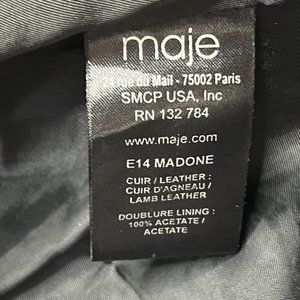 maje
rue du Mail - 75002 Paris
SMCP USA, Inc
RN 132 784
www.maje.com
E14 MADONE
CUIR / LEATHER :
CUIR D'AGNEAU /
LAMB LEATHER
DOUBLURE LINING :
100% ACETATE /
ACETATE